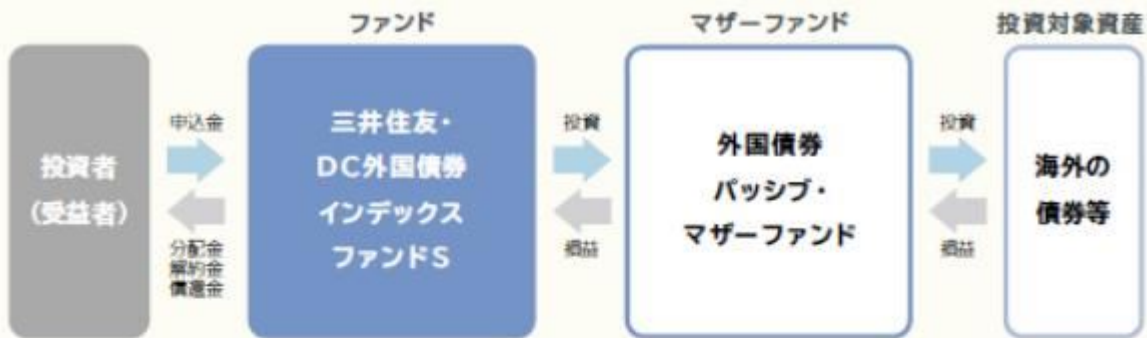 ファンド
マザーファンド
投資対象資産
投資者
(受益者)
申込金
分配金
解約金
償還金
三井住友・
DC外国債券
インデックス
ファンドS
投資
損益
外国債券
パッシブ・
マザーファンド
投資
損益
海外の
債券等